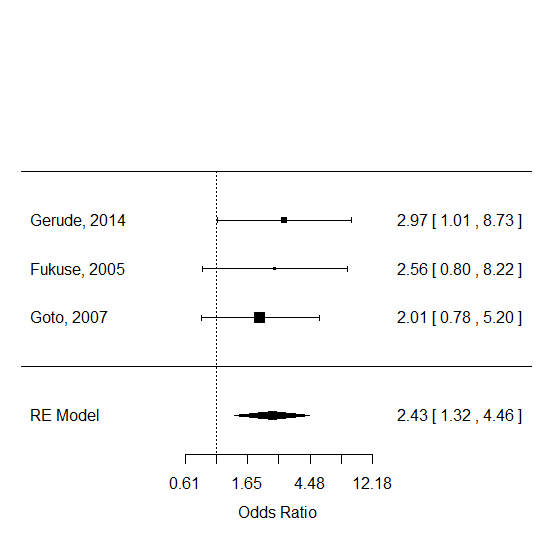 Gerude, 2014 2.97 [ 1.01 , 8.73 ]
Fukuse, 2005 2.56 [ 0.80 , 8.22 ]
Goto, 2007 2.01 [ 0.78 , 5.20 ]
RE Model 2.43 [ 1.32 , 4.46 ]
0.61 1.65 4.48 12.18
Odds Ratio